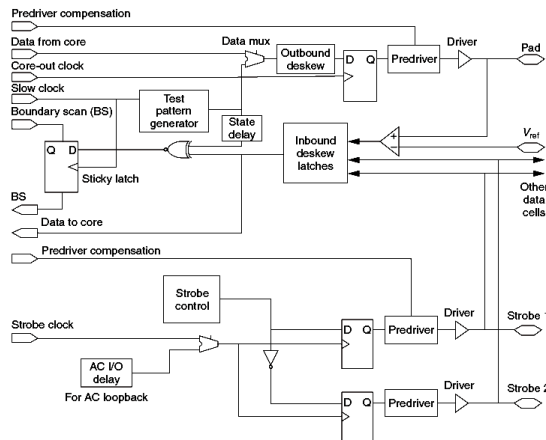 Predriver compensation
Data from core
Data mux
Outbound
deskew
D Q
Predriver
Driver
Pad
Core-out clock
Slow clock
Test
pattern
generator
State
delay
Boundary scan (BS)
Inbound
deskew
latches
+
−
Vref
Q D
Sticky latch
BS
Data to core
Other
data
cells
Predriver compensation
Strobe
control
Strobe clock
D Q
Predriver
Driver
Strobe 1
AC I/O
delay
For AC loopback
D Q
Predriver
Driver
Strobe 2